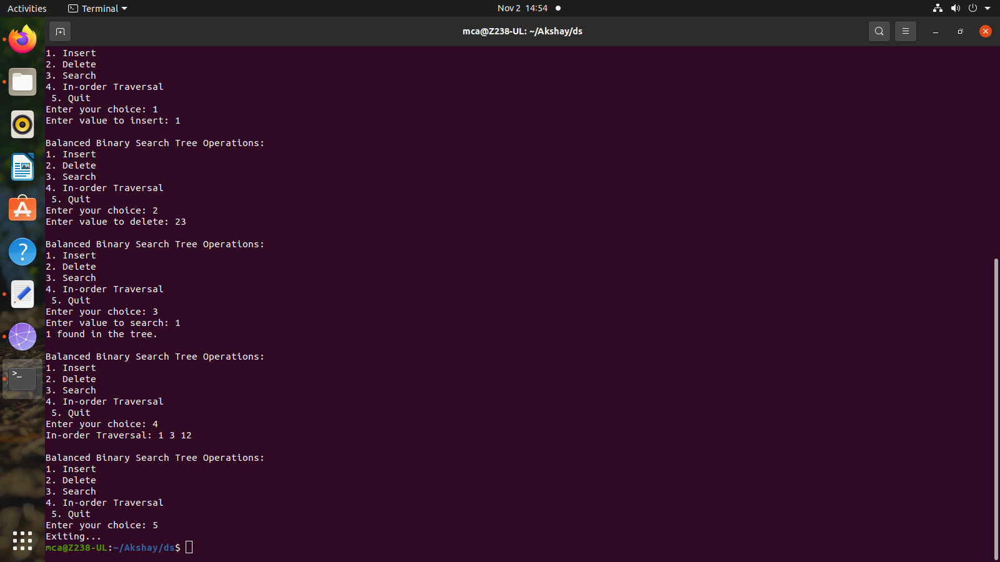 Activities Terminal Nov 2 14:54
mca@Z238-UL: ~/Akshay/ds
1. Insert
2. Delete
3. Search
4. In-order Traversal
 5. Quit
Enter your choice: 1
Enter value to insert: 1

Balanced Binary Search Tree Operations:
1. Insert
2. Delete
3. Search
4. In-order Traversal
 5. Quit
Enter your choice: 2
Enter value to delete: 23

Balanced Binary Search Tree Operations:
1. Insert
2. Delete
3. Search
4. In-order Traversal
 5. Quit
Enter your choice: 3
Enter value to search: 1
1 found in the tree.

Balanced Binary Search Tree Operations:
1. Insert
2. Delete
3. Search
4. In-order Traversal
 5. Quit
Enter your choice: 4
In-order Traversal: 1 3 12

Balanced Binary Search Tree Operations:
1. Insert
2. Delete
3. Search
4. In-order Traversal
 5. Quit
Enter your choice: 5
Exiting...
mca@Z238-UL:~/Akshay/ds$